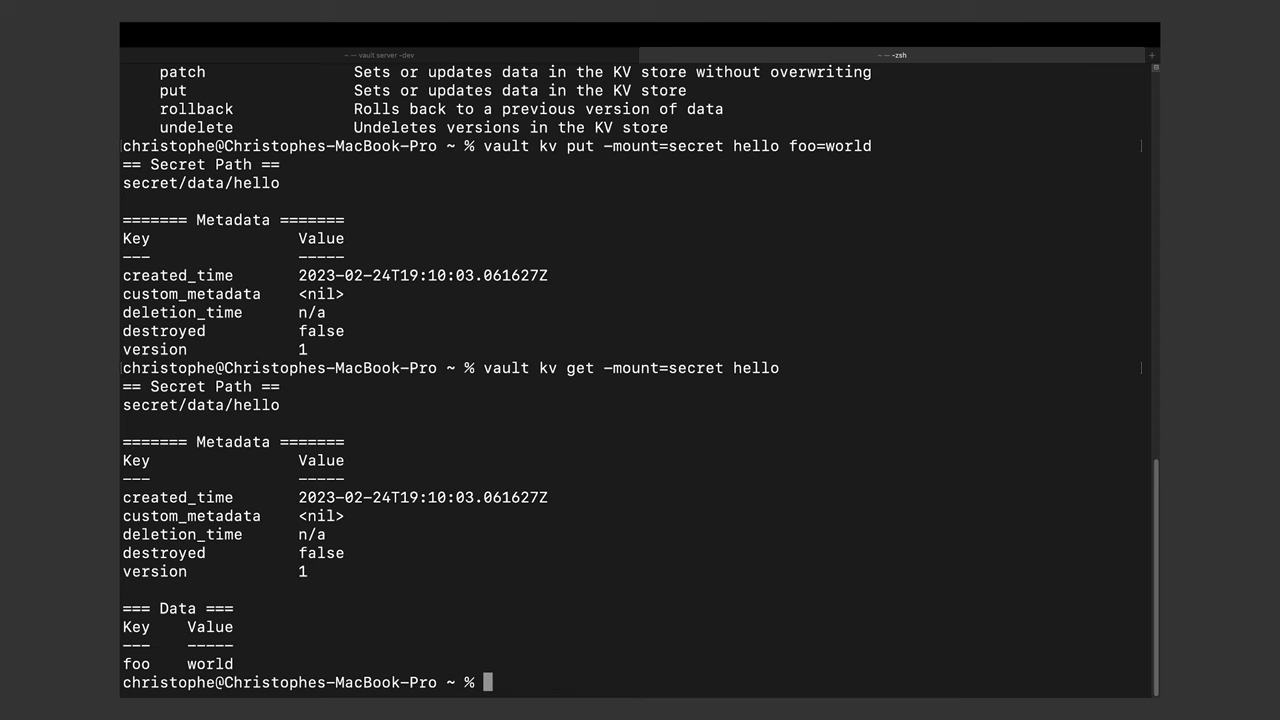 ~ — vault server -dev
~ — -zsh
patch Sets or updates data in the KV store without overwriting
put Sets or updates data in the KV store
rollback Rolls back to a previous version of data
undelete Undeletes versions in the KV store
christophe@Christophes-MacBook-Pro ~ % vault kv put -mount=secret hello foo=world
== Secret Path ==
secret/data/hello
======= Metadata =======
Key Value
--- -----
created_time 2023-02-24T19:10:03.061627Z
custom_metadata <nil>
deletion_time n/a
destroyed false
version 1
christophe@Christophes-MacBook-Pro ~ % vault kv get -mount=secret hello
== Secret Path ==
secret/data/hello
======= Metadata =======
Key Value
--- -----
created_time 2023-02-24T19:10:03.061627Z
custom_metadata <nil>
deletion_time n/a
destroyed false
version 1
=== Data ===
Key Value
--- -----
foo world
christophe@Christophes-MacBook-Pro ~ %